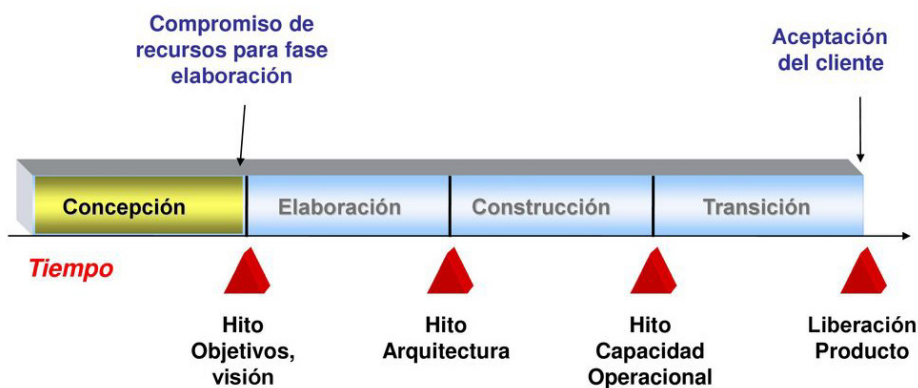 Compromiso de
recursos para fase
elaboración
Aceptación
del cliente
Concepción
Elaboración
Construcción
Transición
Tiempo
Hito
Objetivos,
visión
Hito
Arquitectura
Hito
Capacidad
Operacional
Liberación
Producto